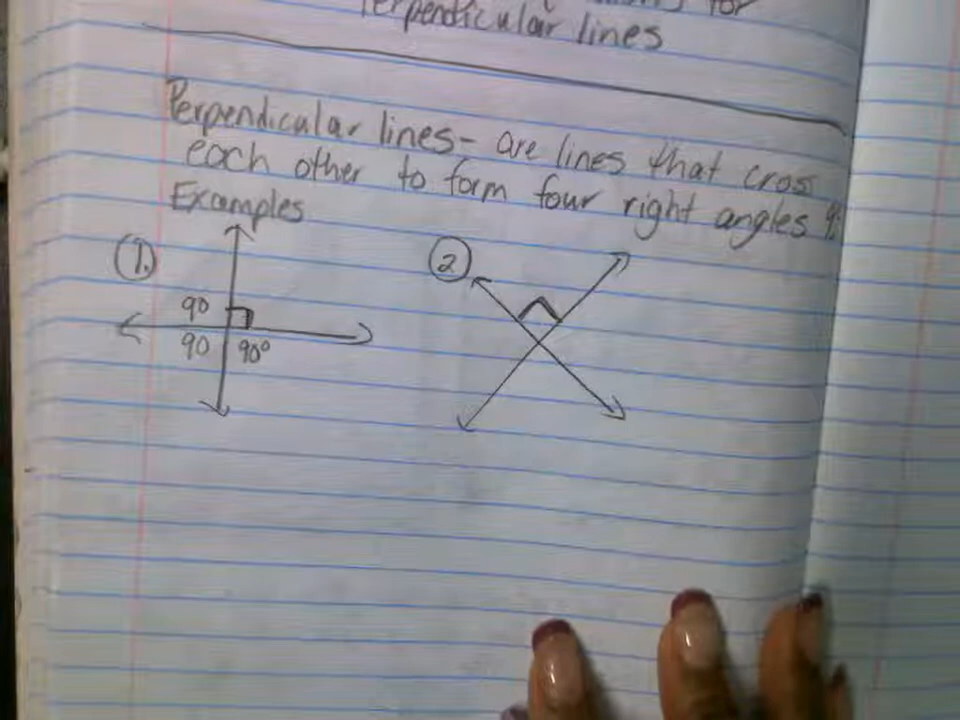 for
Perpendicular lines
Perpendicular lines- are lines that cross
each other to form four right angles
Examples
1.
90
90 90°
2